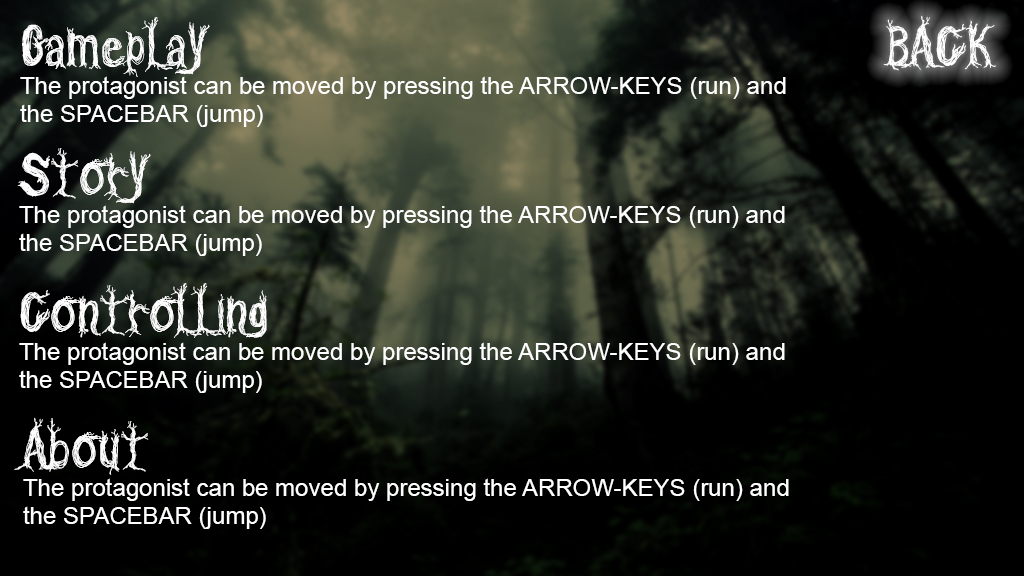 Gameplay
BACK
The protagonist can be moved by pressing the ARROW-KEYS (run) and
the SPACEBAR (jump)
Story
The protagonist can be moved by pressing the ARROW-KEYS (run) and
the SPACEBAR (jump)
Controlling
The protagonist can be moved by pressing the ARROW-KEYS (run) and
the SPACEBAR (jump)
About
The protagonist can be moved by pressing the ARROW-KEYS (run) and
the SPACEBAR (jump)